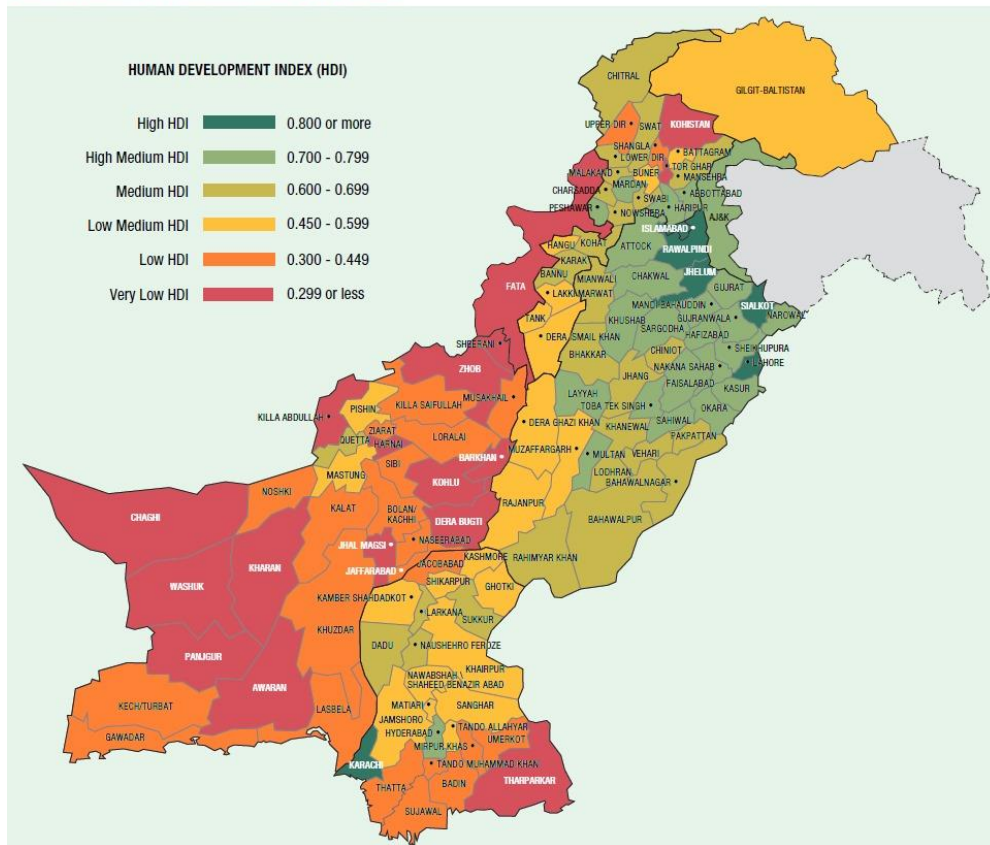 HUMAN DEVELOPMENT INDEX (HDI)
High HDI 0.800 or more
High Medium HDI 0.700 - 0.799
Medium HDI 0.600 - 0.699
Low Medium HDI 0.450 - 0.599
Low HDI 0.300 - 0.449
Very Low HDI 0.299 or less
CHITRAL
GILGIT-BALTISTAN
UPPER DIR
SWAT
KOHISTAN
SHANGLA
BATTAGRAM
LOWER DIR
TOR GHAR
MALAKAND
BUNER
MANSEHRA
MARDAN
CHARSADDA
ABBOTTABAD
SWABI
PESHAWAR
HARIPUR
NOWSHERA
AJ&K
ISLAMABAD
HANGU
KOHAT
ATTOCK
RAWALPINDI
KARAK
BANNU
MIANWALI
CHAKWAL
JHELUM
FATA
LAKKI MARWAT
GUJRAT
MANDI BAHAUDDIN
SIALKOT
TANK
KHUSHAB
GUJRANWALA
NAROWAL
SARGODHA
HAFIZABAD
DERA ISMAIL KHAN
SHEERANI
BHAKKAR
CHINIOT
SHEIKHUPURA
LAHORE
ZHOB
JHANG
NAKANA SAHAB
FAISALABAD
MUSAKHAIL
LAYYAH
KASUR
KILLA ABDULLAH
PISHIN
KILLA SAIFULLAH
TOBA TEK SINGH
OKARA
DERA GHAZI KHAN
KHANEWAL
SAHIWAL
ZIARAT
LORALAI
PAKPATTAN
QUETTA
HARNAI
MUZAFFARGARH
MULTAN
VEHARI
BARKHAN
SIBI
LODHRAN
MASTUNG
KOHLU
BAHAWALNAGAR
NOSHKI
RAJANPUR
KALAT
BOLAN/
KACHHI
CHAGHI
DERA BUGTI
BAHAWALPUR
NASEERABAD
JHAL MAGSI
KASHMORE
RAHIMYAR KHAN
KHARAN
JACOBABAD
JAFFARABAD
SHIKARPUR
WASHUK
GHOTKI
KAMBER SHAHDADKOT
LARKANA
SUKKUR
KHUZDAR
DADU
NAUSHEHRO FEROZE
PANJGUR
KHAIRPUR
NAWABSHAH\
SHAHEED BENAZIR ABAD
AWARAN
KECH/TURBAT
LASBELA
MATIARI
SANGHAR
JAMSHORO
TANDO ALLAHYAR
GAWADAR
HYDERABAD
UMERKOT
MIRPUR KHAS
KARACHI
TANDO MUHAMMAD KHAN
THARPARKAR
THATTA
BADIN
SUJAWAL